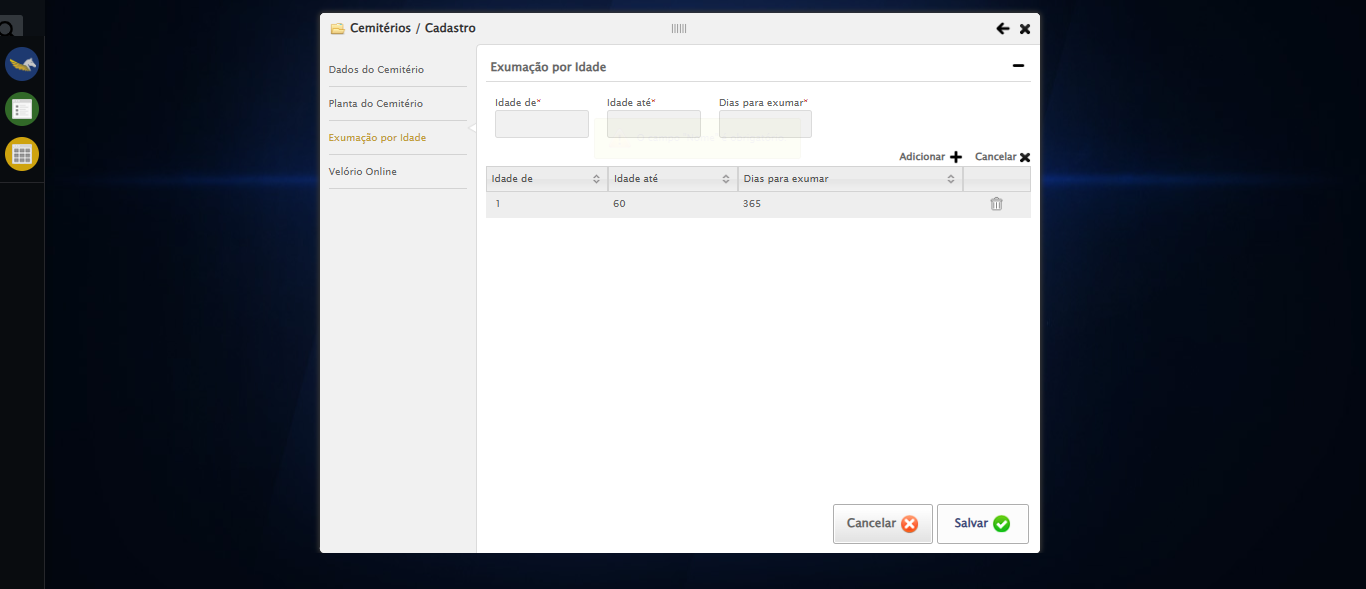 Cemitérios / Cadastro
Dados do Cemitério
Planta do Cemitério
Exumação por Idade
Velório Online
Exumação por Idade
Idade de* Idade até* Dias para exumar*
Adicionar Cancelar
Idade de Idade até Dias para exumar
1 60 365
Cancelar Salvar